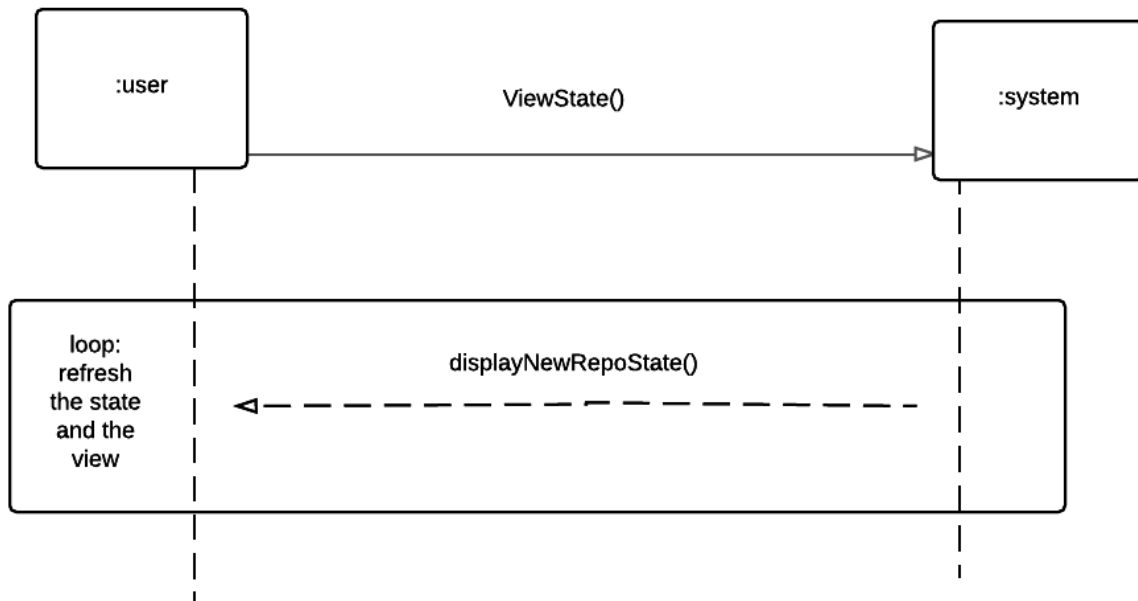 :user
ViewState()
:system
loop:
refresh
the state
and the
view
displayNewRepoState()